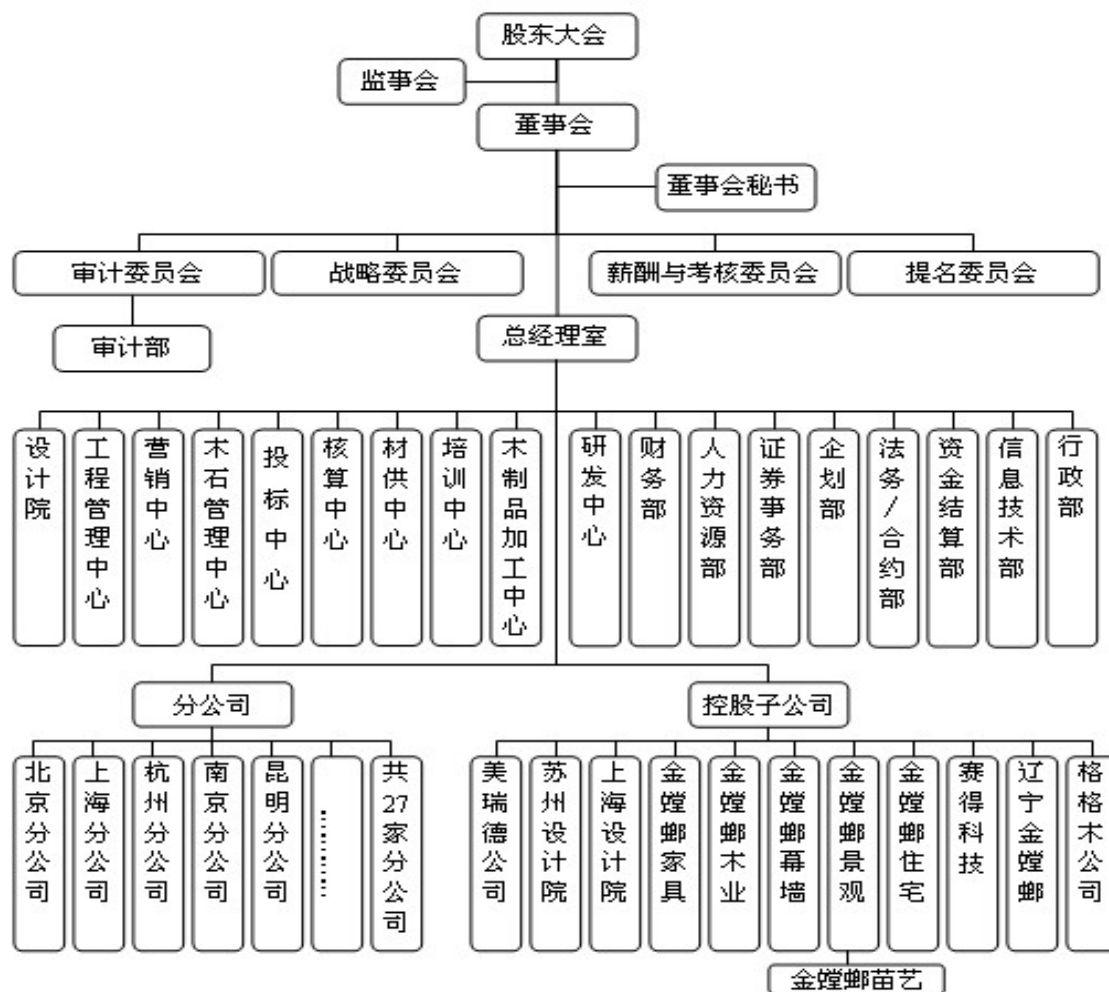 股东大会
监事会
董事会
董事会秘书
审计委员会
战略委员会
薪酬与考核委员会
提名委员会
审计部
总经理室
设计院
工程管理中心
营销中心
木石管理中心
投标中心
核算中心
材供中心
培训中心
木制品加工中心
研发中心
财务部
人力资源部
证券事务部
企划部
法务/合约部
资金结算部
信息技术部
行政部
分公司
控股子公司
北京分公司
上海分公司
杭州分公司
南京分公司
昆明分公司
…………
共27家分公司
美瑞德公司
苏州设计院
上海设计院
金螳螂家具
金螳螂木业
金螳螂幕墙
金螳螂景观
金螳螂住宅
赛得科技
辽宁金螳螂
格格木公司
金螳螂苗艺